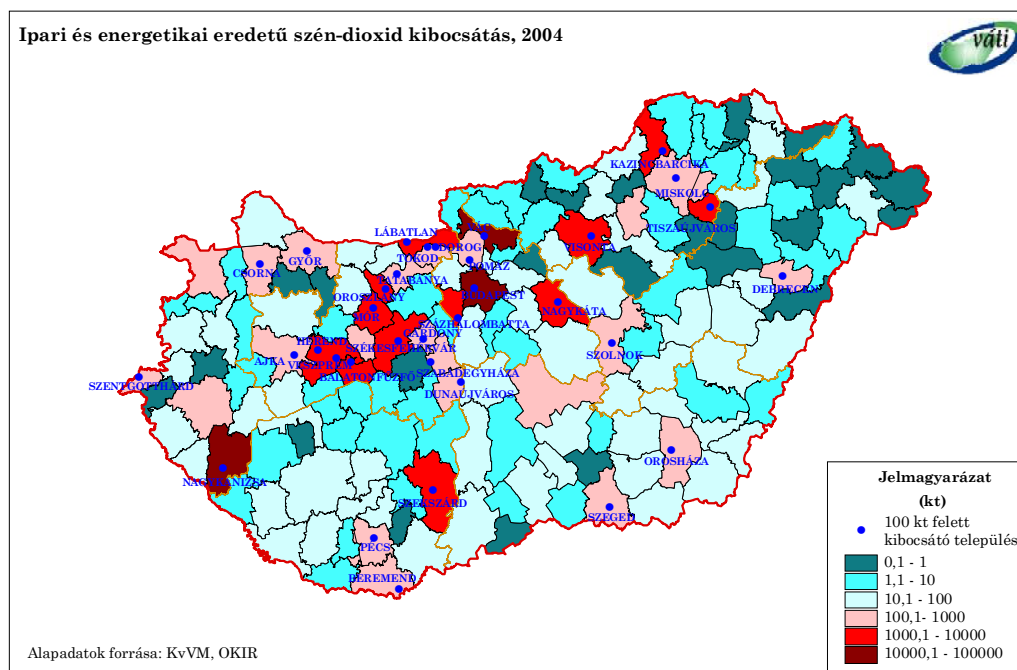 Ipari és energetikai eredetű szén-dioxid kibocsátás, 2004
váti
KAZINCBARCIKA
MISKOLC
TISZAÚJVÁROS
LÁBATLAN
VÁC
VISONTA
DOROG
TOKOD
GYŐR
CSORNA
POMÁZ
TATABÁNYA
DEBRECEN
OROSZLÁNY
BUDAPEST
NAGYKÁTA
MÓR
SZÁZHALOMBATTA
GÁRDONY
HEREND
SZÉKESFEHÉRVÁR
SZOLNOK
AJKA
VESZPRÉM
SZABADEGYHÁZA
BALATONFŰZFŐ
SZENTGOTTHÁRD
DUNAÚJVÁROS
OROSHÁZA
NAGYKANIZSA
SZEKSZÁRD
SZEGED
PÉCS
BEREMEND
Jelmagyarázat
(kt)
100 kt felett
kibocsátó település
0,1 - 1
1,1 - 10
10,1 - 100
100,1- 1000
1000,1 - 10000
10000,1 - 100000
Alapadatok forrása: KvVM, OKIR